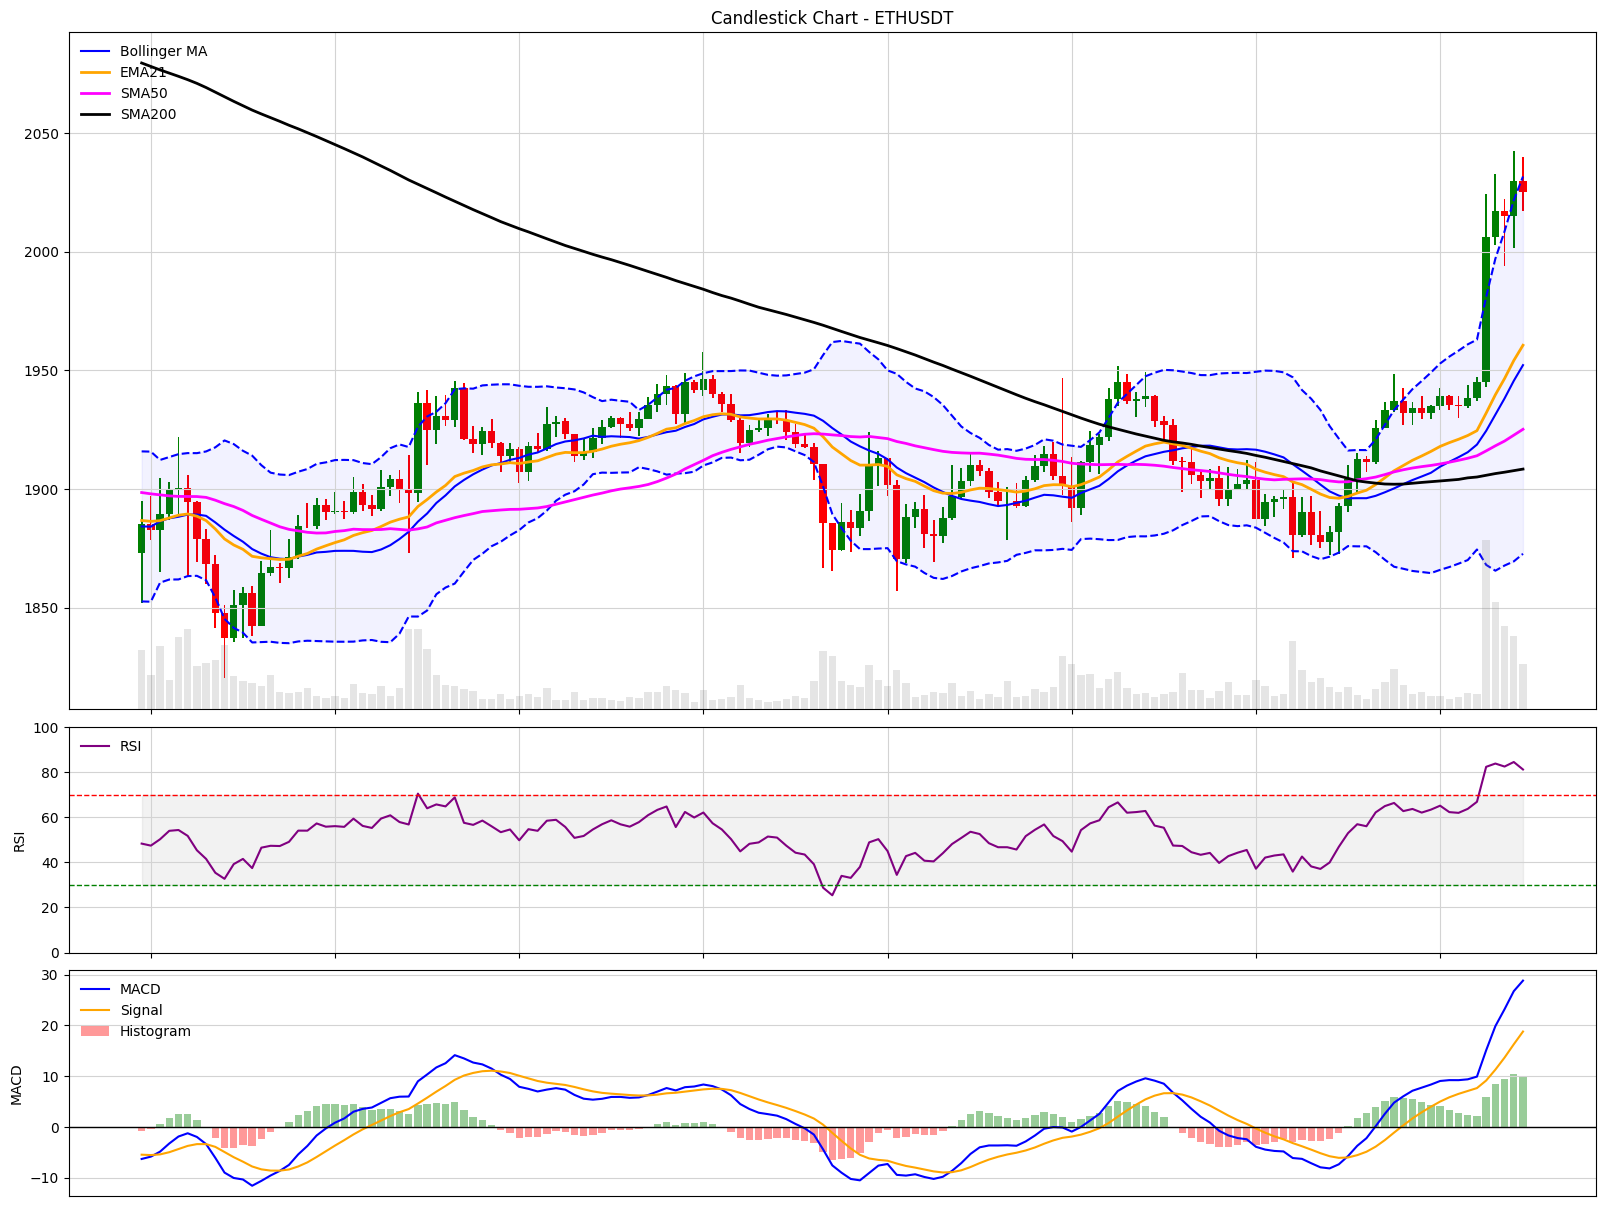 Candlestick Chart - ETHUSDT
Bollinger MA
EMA21
SMA50
SMA200
2050
2000
1950
1900
1850
RSI
100
80
60
40
20
0
RSI
MACD
Signal
Histogram
30
20
10
0
−10
MACD